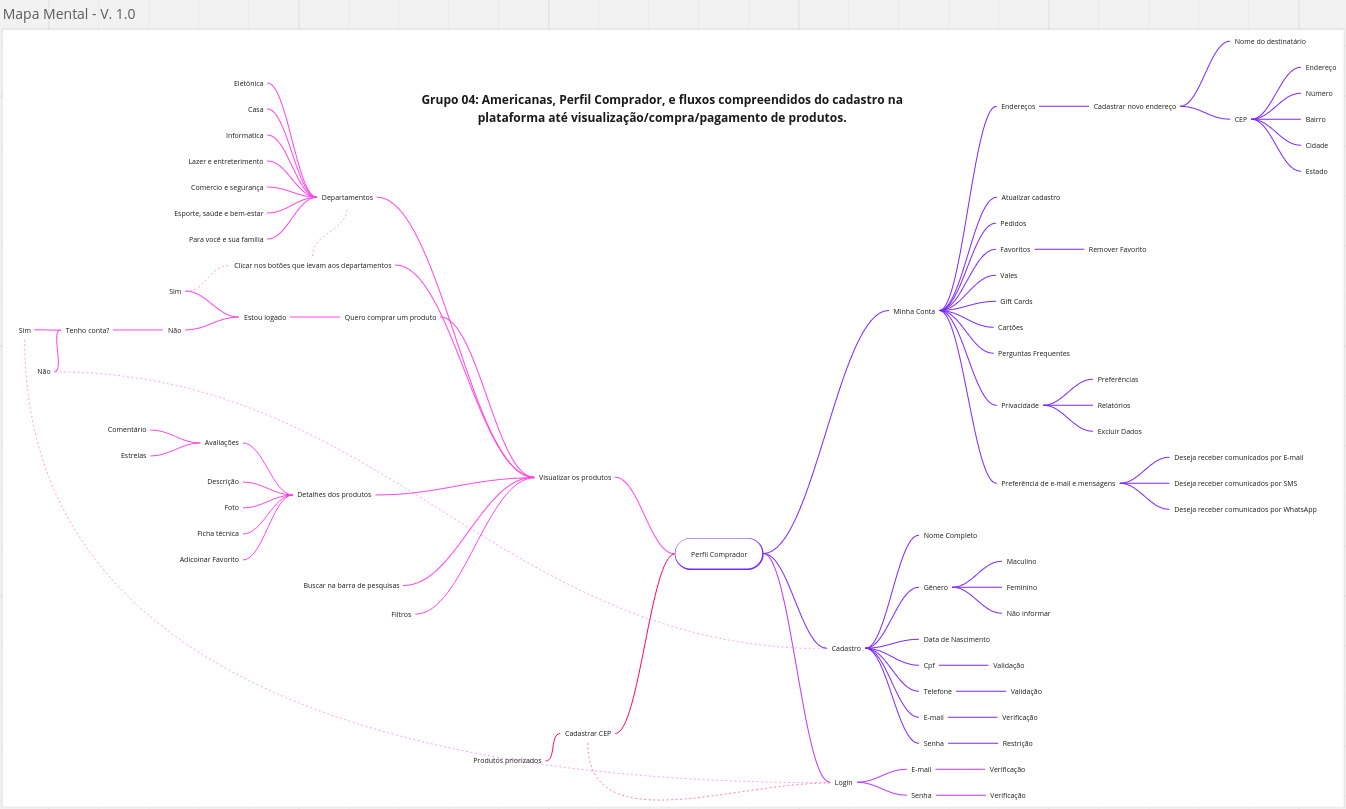 Mapa Mental - V. 1.0
Grupo 04: Americanas, Perfil Comprador, e fluxos compreendidos do cadastro na
plataforma até visualização/compra/pagamento de produtos.
Eletônica
Casa
Informatica
Lazer e entreterimento
Comercio e segurança
Esporte, saúde e bem-estar
Para você e sua família
Departamentos
Clicar nos botões que levam aos departamentos
Sim
Estou logado
Quero comprar um produto
Sim
Tenho conta?
Não
Não
Comentário
Estrelas
Avaliações
Descrição
Foto
Ficha técnica
Adicoinar Favorito
Detalhes dos produtos
Visualizar os produtos
Buscar na barra de pesquisas
Filtros
Perfil Comprador
Cadastrar CEP
Produtos priorizados
Minha Conta
Endereços
Cadastrar novo endereço
Nome do destinatário
CEP
Endereço
Número
Bairro
Cidade
Estado
Atualizar cadastro
Pedidos
Favoritos
Remover Favorito
Vales
Gift Cards
Cartões
Perguntas Frequentes
Privacidade
Preferências
Relatórios
Excluir Dados
Preferência de e-mail e mensagens
Deseja receber comunicados por E-mail
Deseja receber comunicados por SMS
Deseja receber comunicados por WhatsApp
Cadastro
Nome Completo
Gênero
Maculino
Feminino
Não informar
Data de Nascimento
Cpf
Validação
Telefone
Validação
E-mail
Verificação
Senha
Restrição
Login
E-mail
Verificação
Senha
Verificação